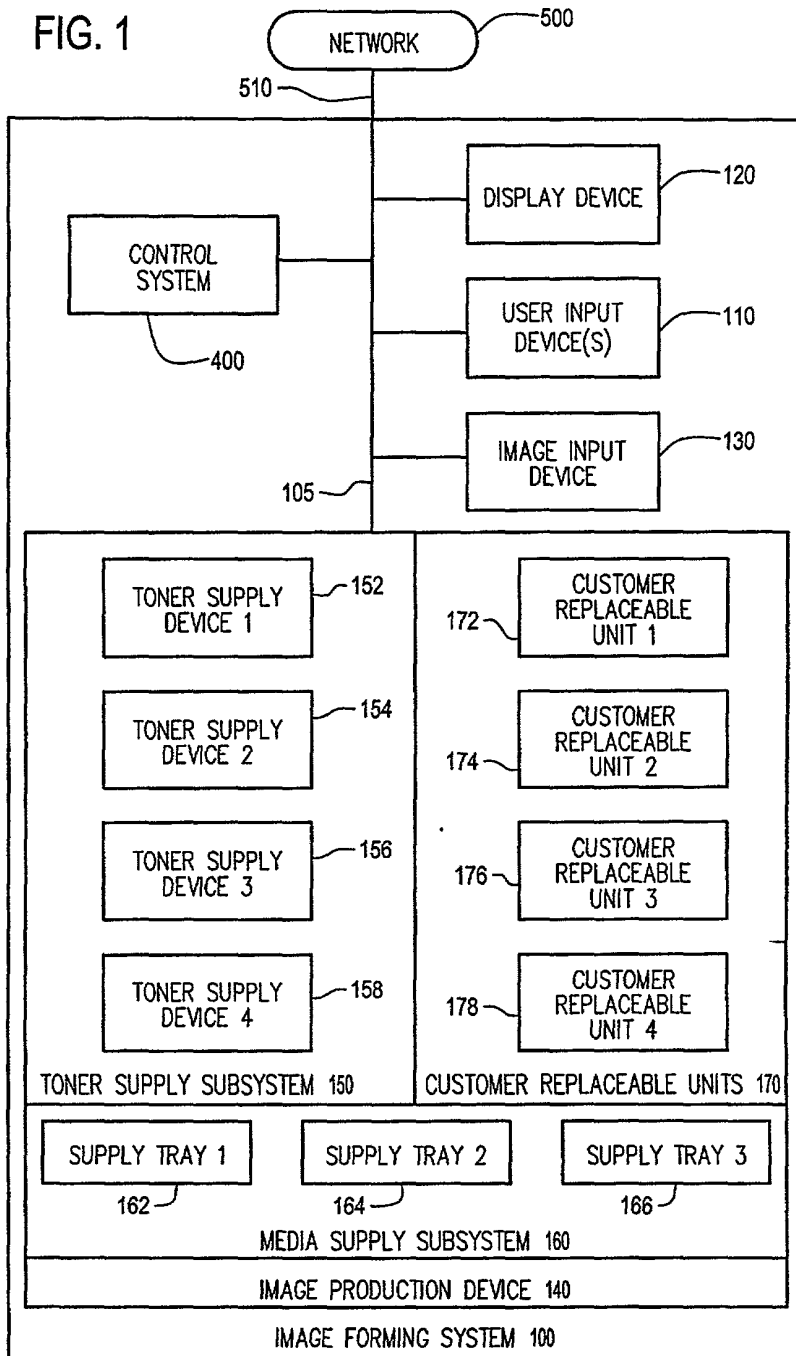 FIG. 1
NETWORK
500
510
DISPLAY DEVICE
120
CONTROL
SYSTEM
400
USER INPUT
DEVICE(S)
110
IMAGE INPUT
DEVICE
130
105
TONER SUPPLY
DEVICE 1
152
TONER SUPPLY
DEVICE 2
154
TONER SUPPLY
DEVICE 3
156
TONER SUPPLY
DEVICE 4
158
TONER SUPPLY SUBSYSTEM 150
CUSTOMER
REPLACEABLE
UNIT 1
172
CUSTOMER
REPLACEABLE
UNIT 2
174
CUSTOMER
REPLACEABLE
UNIT 3
176
CUSTOMER
REPLACEABLE
UNIT 4
178
CUSTOMER REPLACEABLE UNITS 170
SUPPLY TRAY 1
162
SUPPLY TRAY 2
164
SUPPLY TRAY 3
166
MEDIA SUPPLY SUBSYSTEM 160
IMAGE PRODUCTION DEVICE 140
IMAGE FORMING SYSTEM 100